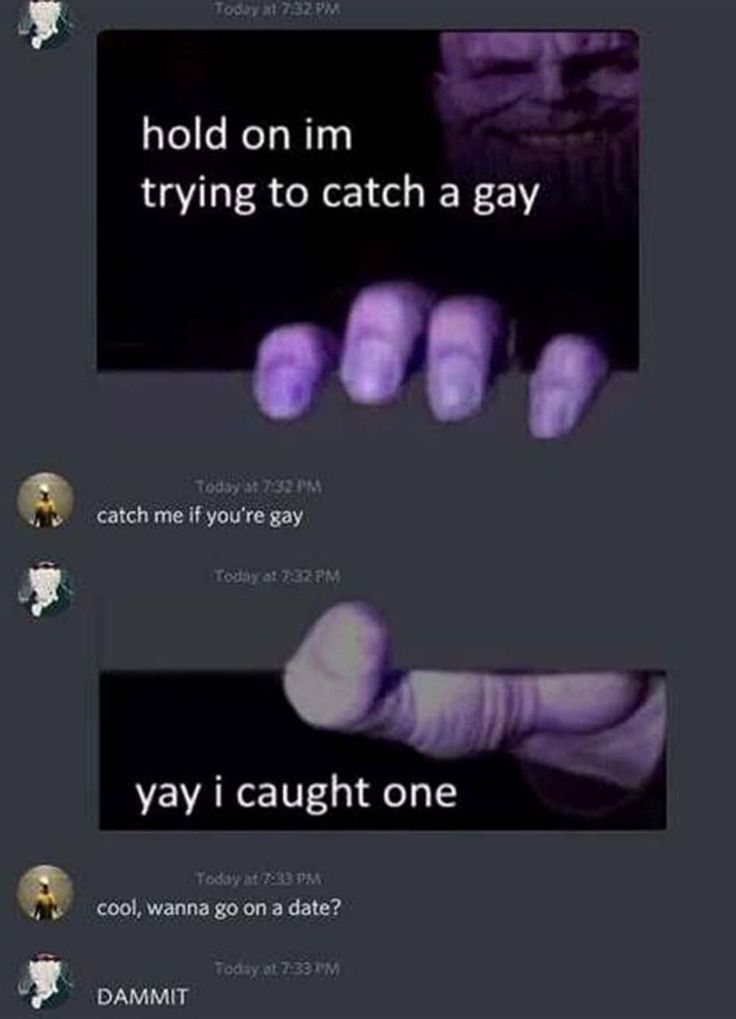 Today at 7:32 PM
hold on im
trying to catch a gay
Today at 7:32 PM
catch me if you're gay
Today at 7:32 PM
yay i caught one
Today at 7:33 PM
cool, wanna go on a date?
Today at 7:33 PM
DAMMIT